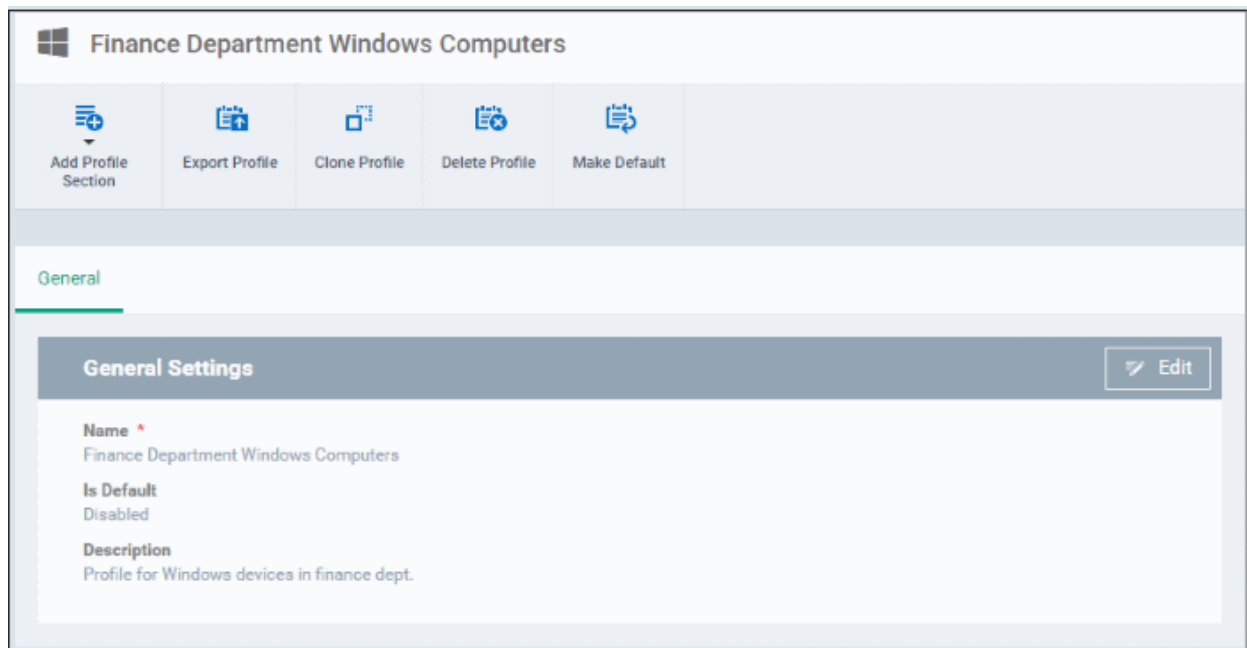 Finance Department Windows Computers
Add Profile
Section
Export Profile
Clone Profile
Delete Profile
Make Default
General
General Settings
Edit
Name *
Finance Department Windows Computers
Is Default
Disabled
Description
Profile for Windows devices in finance dept.